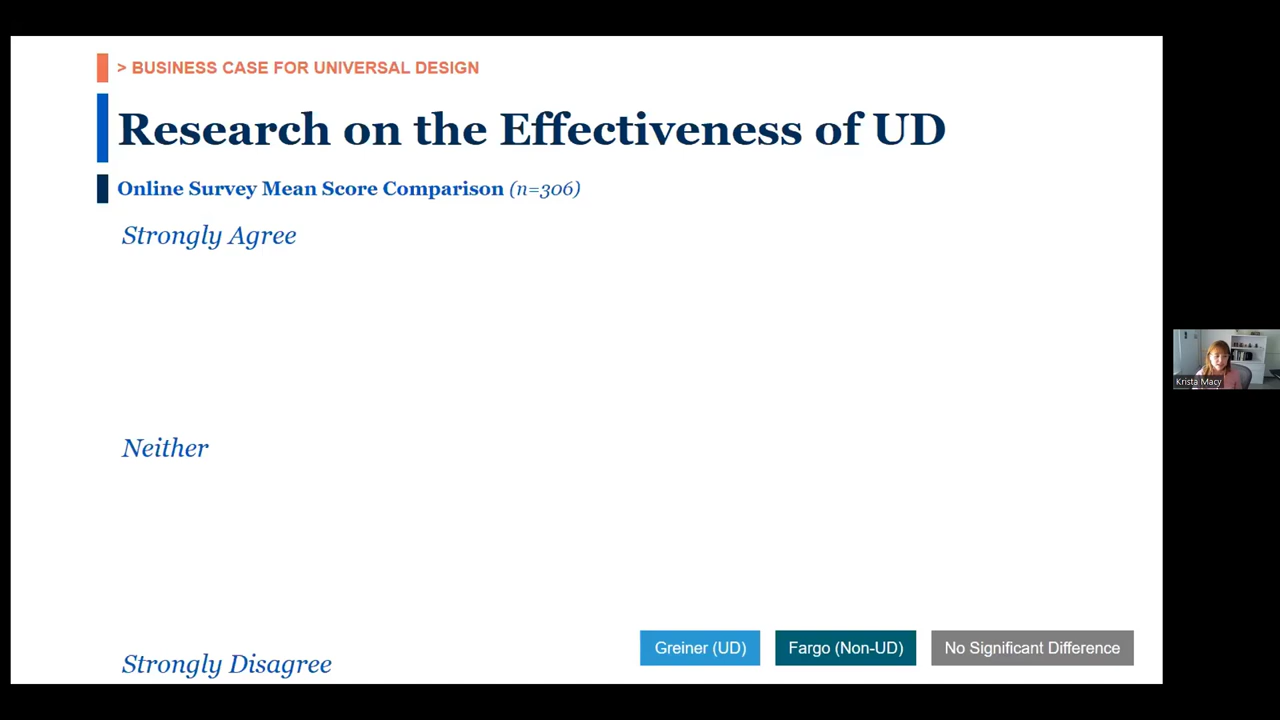 > BUSINESS CASE FOR UNIVERSAL DESIGN
Research on the Effectiveness of UD
Online Survey Mean Score Comparison (n=306)
Strongly Agree
Krista Macy
Neither
Greiner (UD)
Fargo (Non-UD)
No Significant Difference
Strongly Disagree